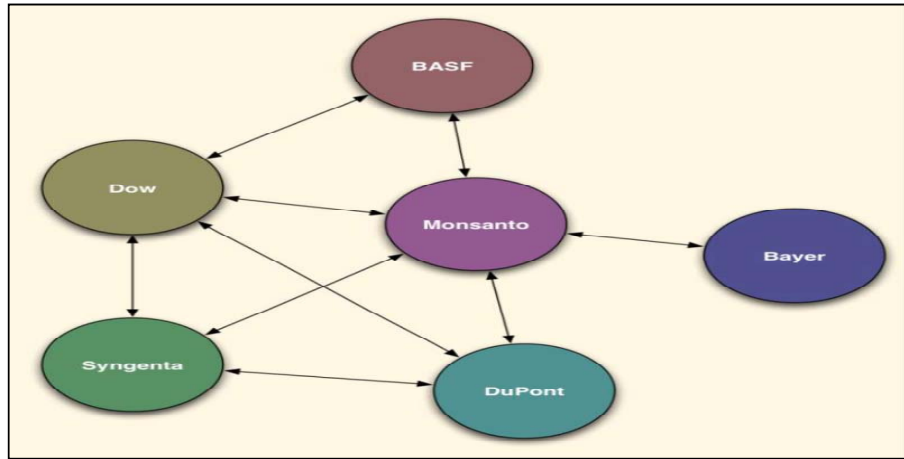 BASF
Dow
Monsanto
Bayer
Syngenta
DuPont